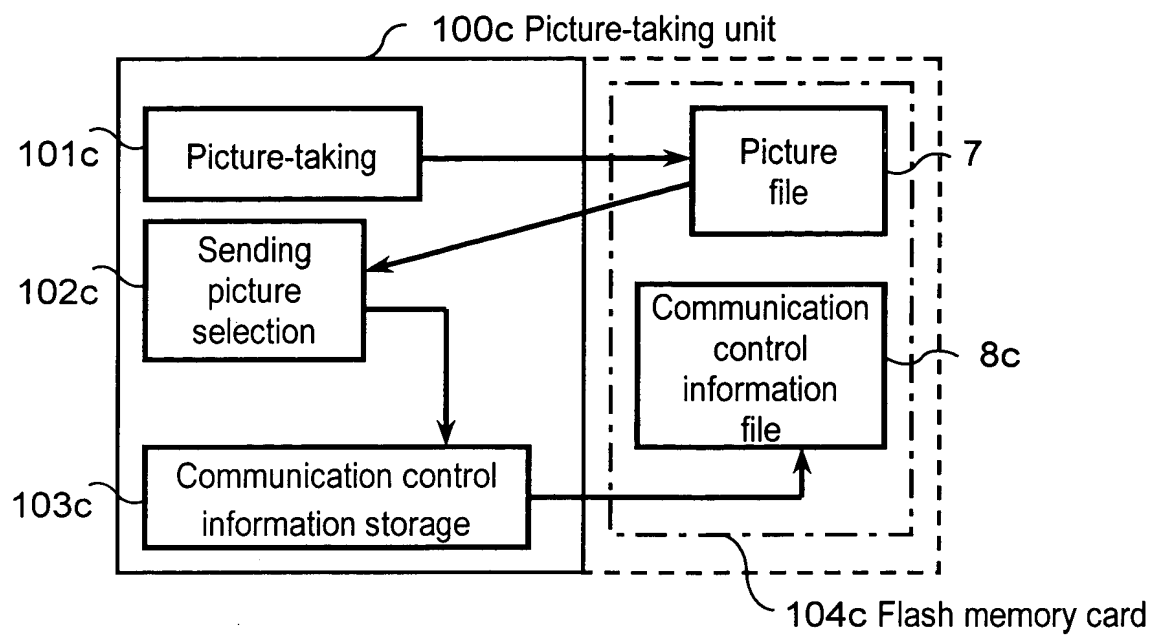 100c Picture-taking unit
101c
Picture-taking
Picture
file
7
102c
Sending
picture
selection
Communication
control
information
file
8c
103c
Communication control
information storage
104c Flash memory card